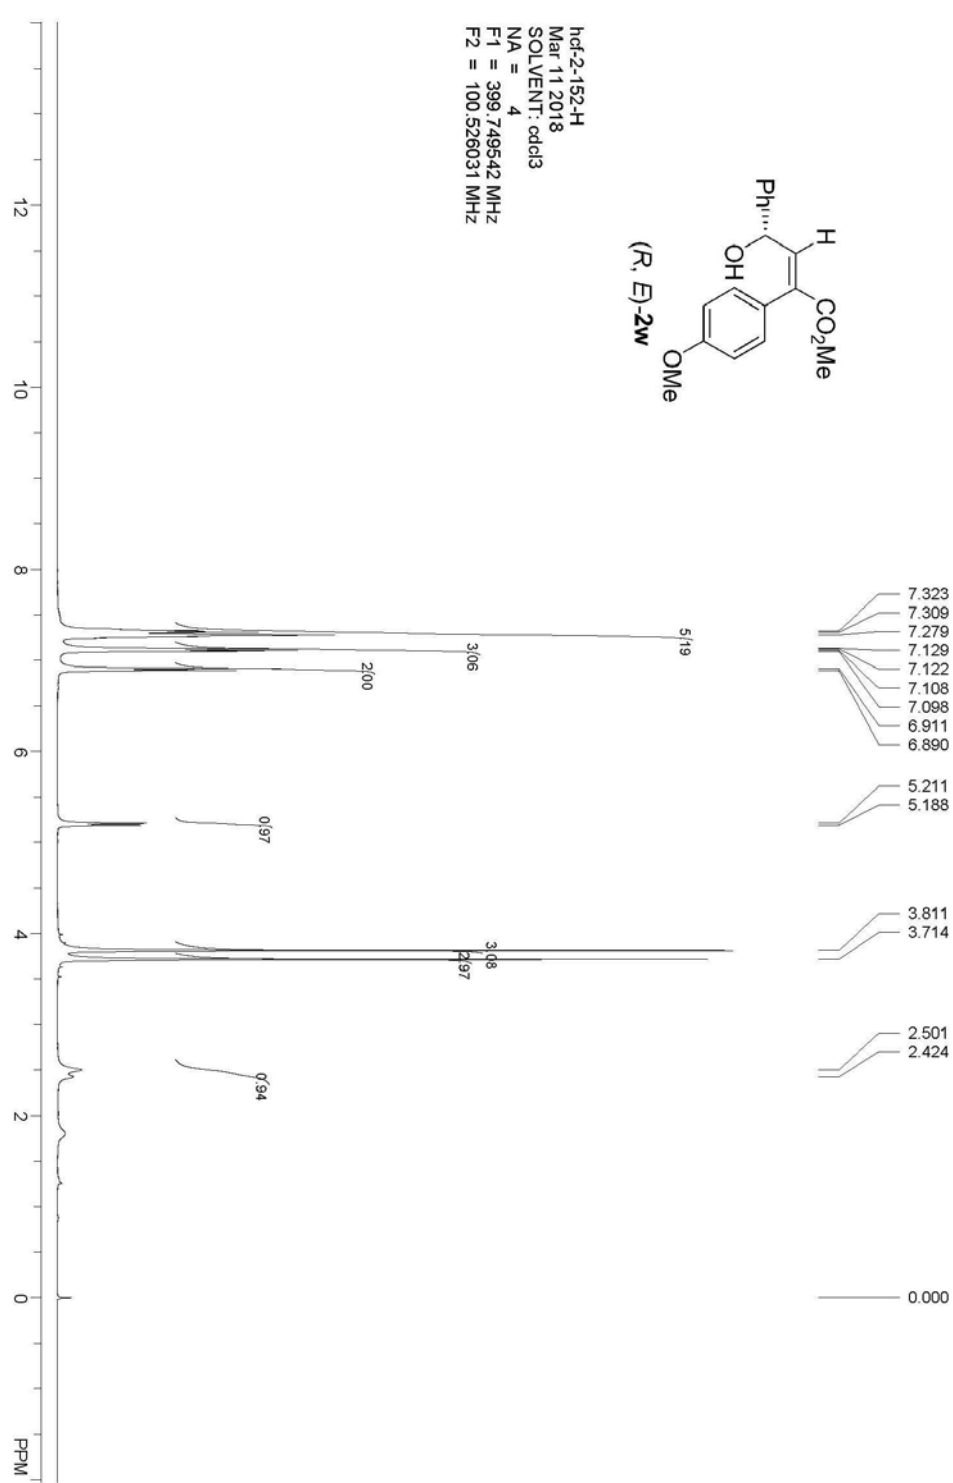 hcf-2-152-H
Mar 11 2018
SOLVENT: cdcl3
NA = 4
F1 = 399.749542 MHz
F2 = 100.526031 MHz
H
CO2Me
Ph
OH
OMe
(R, E)-2w
7.323
7.309
7.279
7.129
7.122
7.108
7.098
6.911
6.890
5.211
5.188
3.811
3.714
2.501
2.424
0.000
5.19
3.06
2.00
0.97
3.08
2.97
0.94
12
10
8
6
4
2
0
PPM